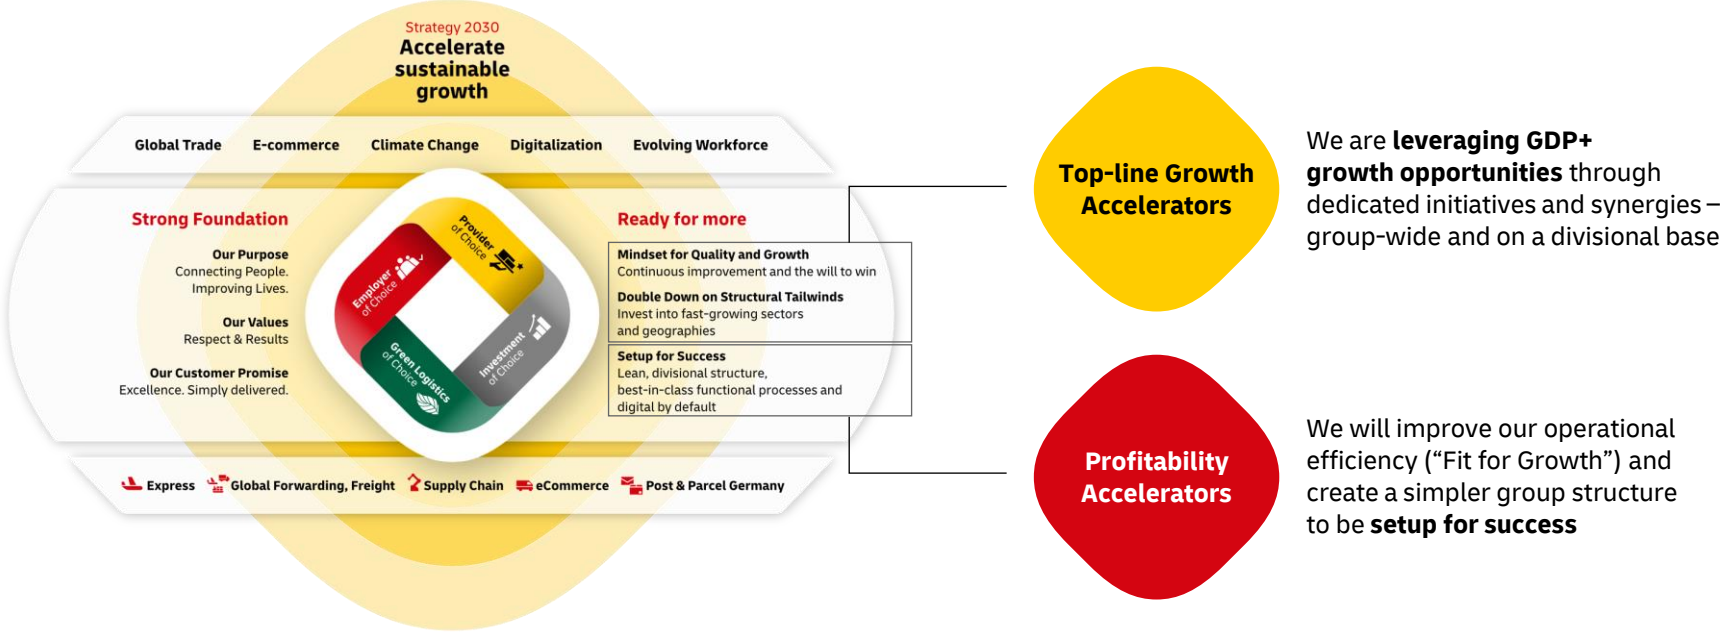 Strategy 2030
Accelerate
sustainable
growth
Global Trade
E-commerce
Climate Change
Digitalization
Evolving Workforce
Strong Foundation
Our Purpose
Connecting People.
Improving Lives.
Our Values
Respect & Results
Our Customer Promise
Excellence. Simply delivered.
Employer
of Choice
Provider
of Choice
Green Logistics
of Choice
Investment
of Choice
Ready for more
Mindset for Quality and Growth
Continuous improvement and the will to win
Double Down on Structural Tailwinds
Invest into fast-growing sectors
and geographies
Setup for Success
Lean, divisional structure,
best-in-class functional processes and
digital by default
Express
Global Forwarding, Freight
Supply Chain
eCommerce
Post & Parcel Germany
Top-line Growth
Accelerators
We are leveraging GDP+
growth opportunities through
dedicated initiatives and synergies –
group-wide and on a divisional base
Profitability
Accelerators
We will improve our operational
efficiency (“Fit for Growth”) and
create a simpler group structure
to be setup for success